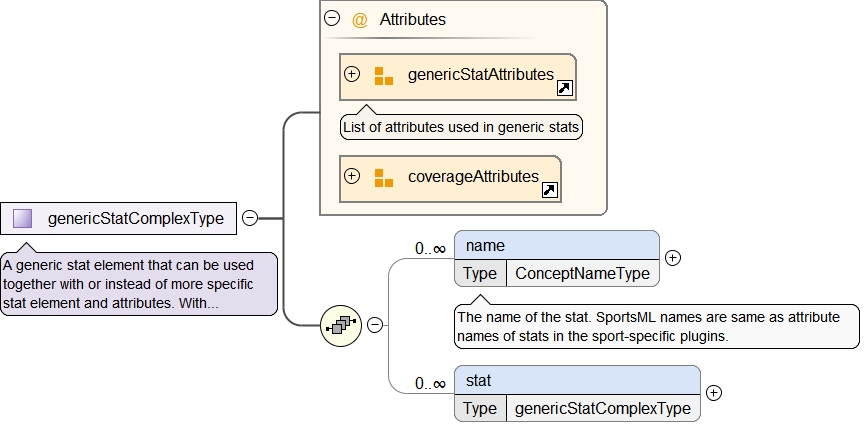 @ Attributes
genericStatAttributes
List of attributes used in generic stats
coverageAttributes
genericStatComplexType
A generic stat element that can be used
together with or instead of more specific
stat element and attributes. With...
0..∞
name
Type ConceptNameType
The name of the stat. SportsML names are same as attribute
names of stats in the sport-specific plugins.
0..∞
stat
Type genericStatComplexType